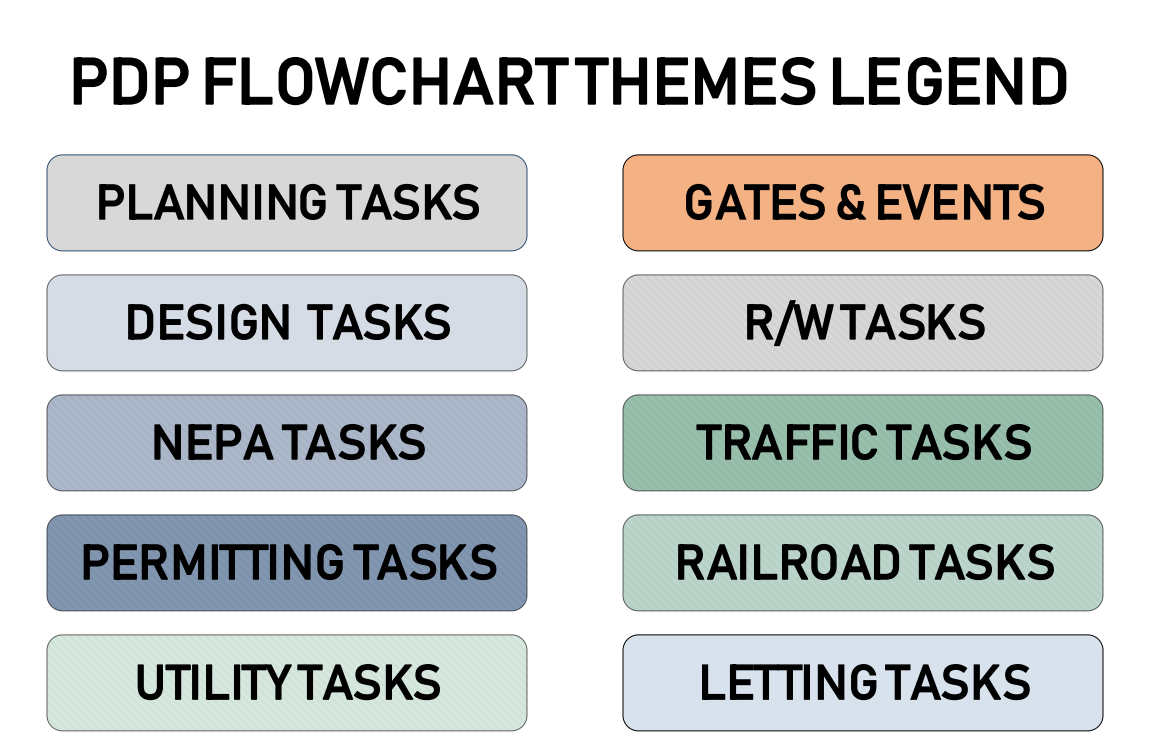 PDP FLOWCHART THEMES LEGEND
PLANNING TASKS
GATES & EVENTS
DESIGN TASKS
R/W TASKS
NEPA TASKS
TRAFFIC TASKS
PERMITTING TASKS
RAILROAD TASKS
UTILITY TASKS
LETTING TASKS